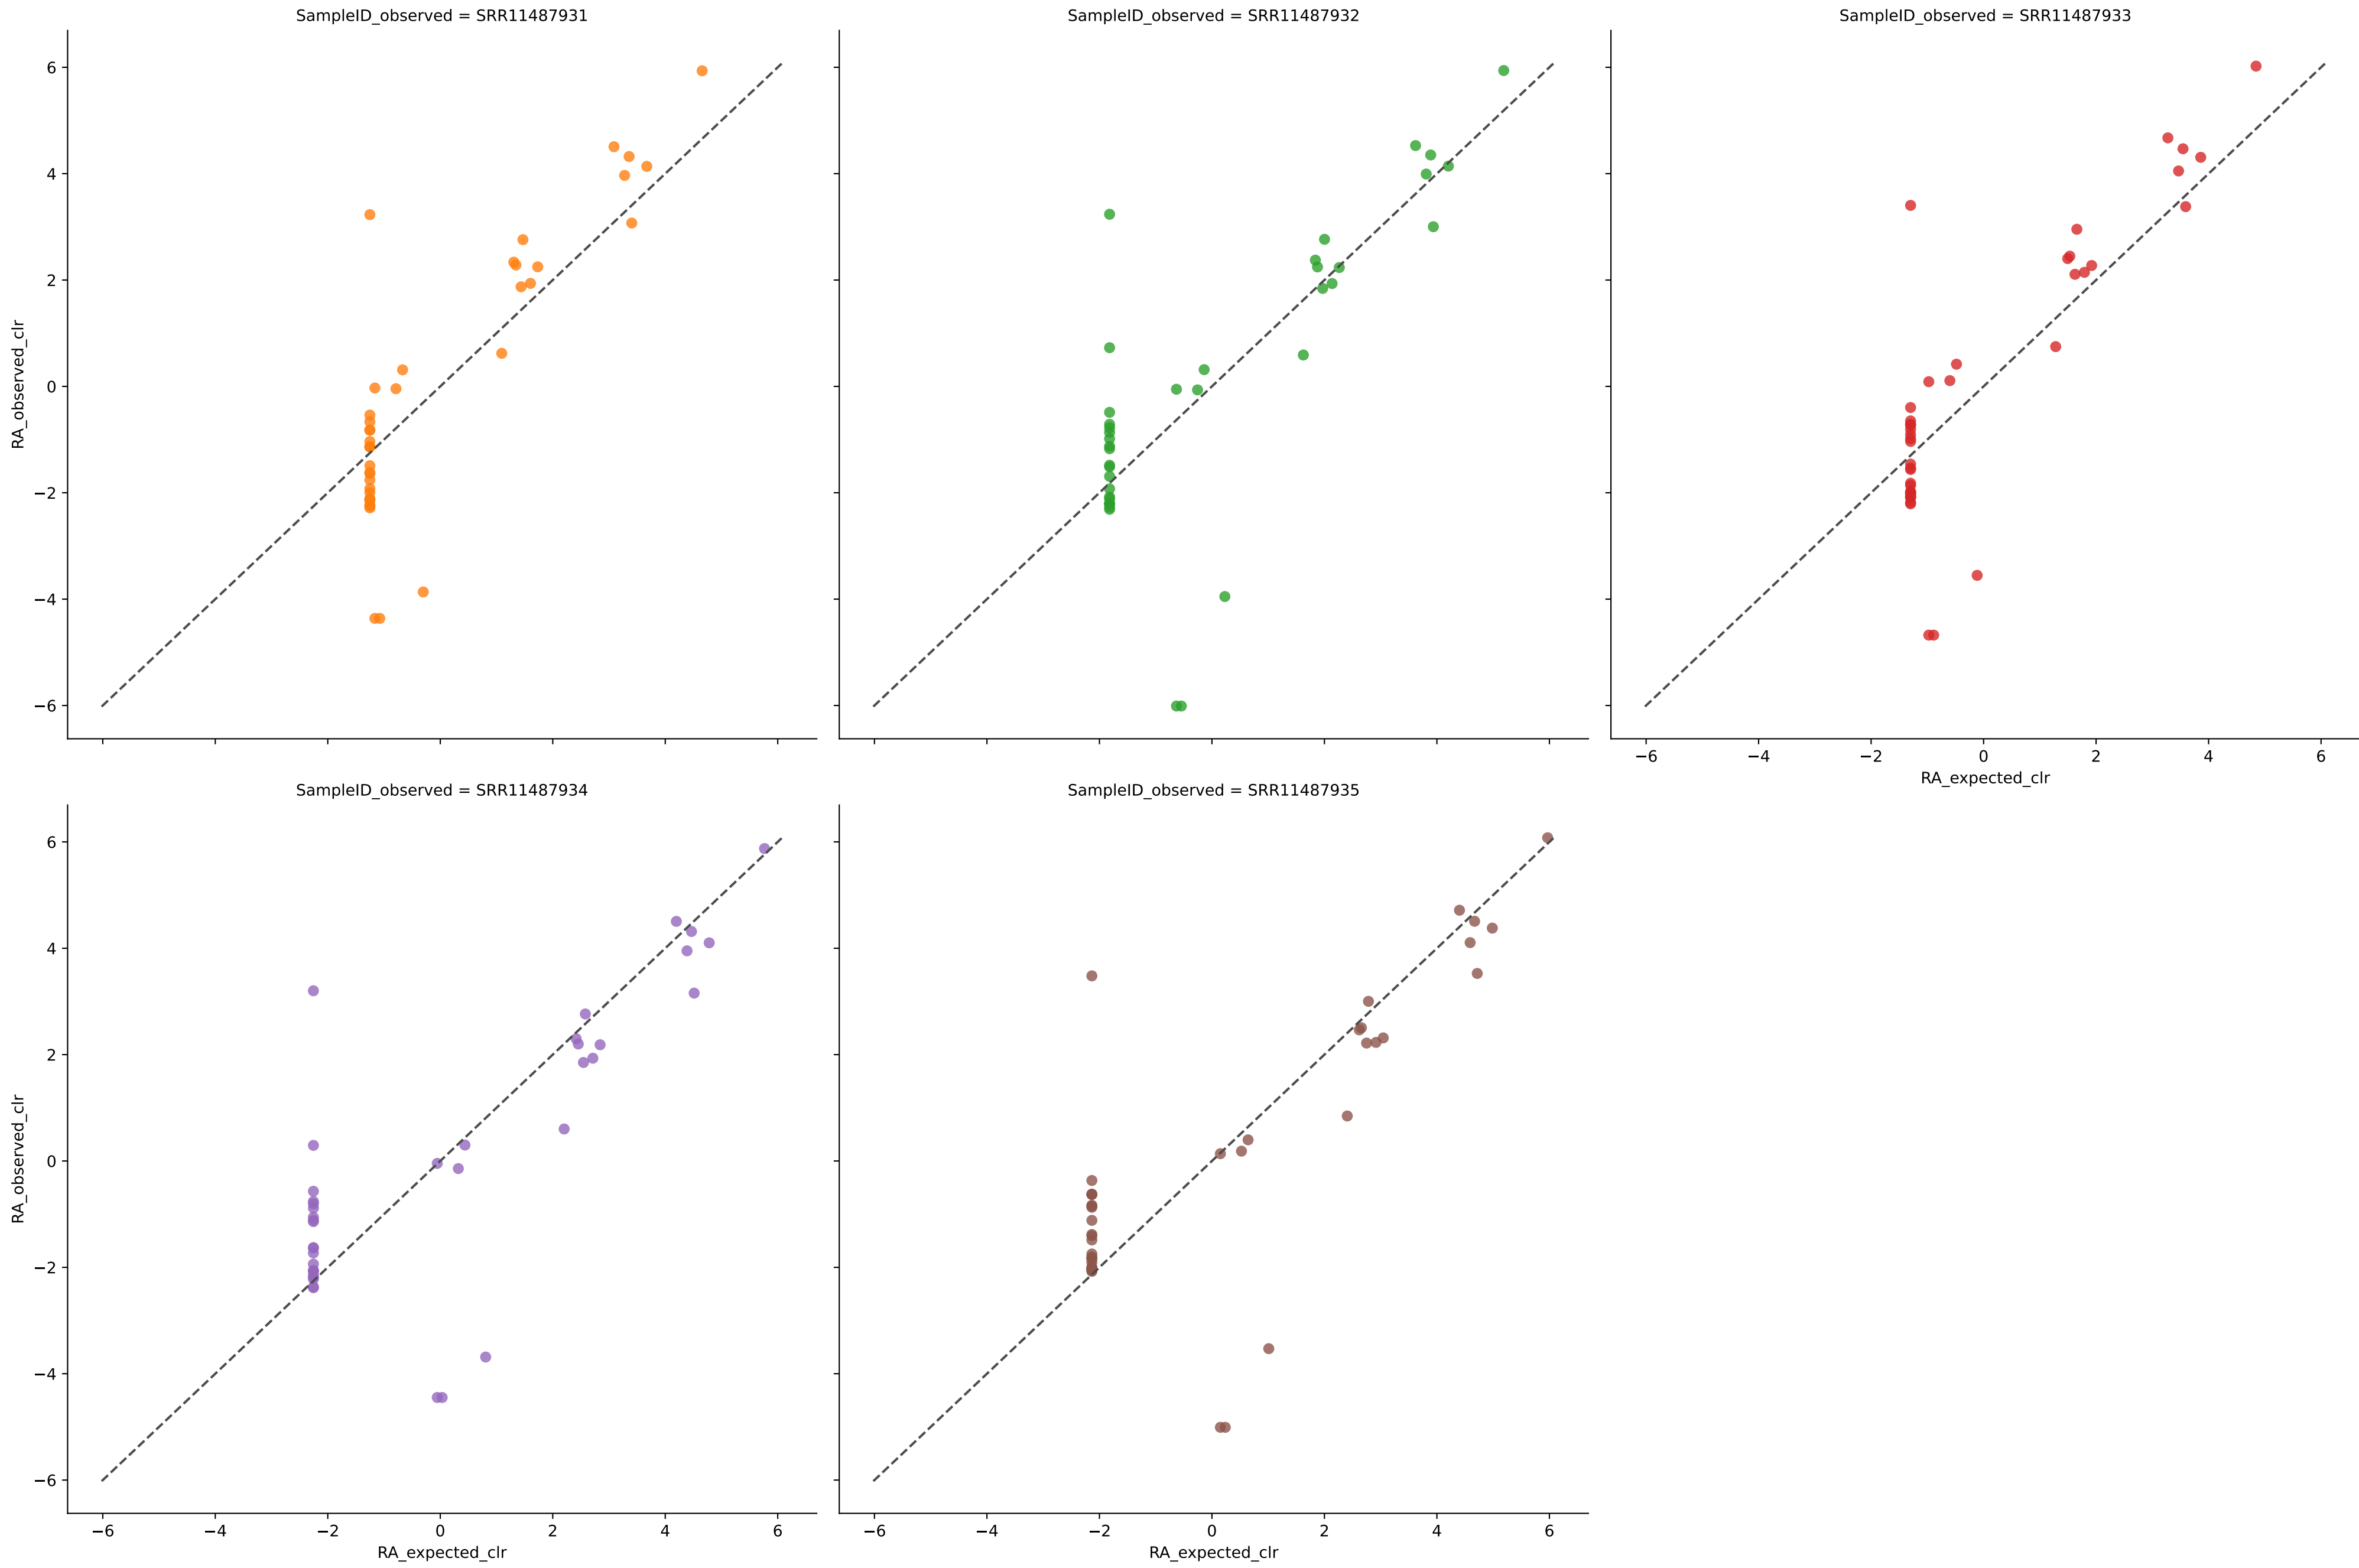 SampleID_observed = SRR11487931
SampleID_observed = SRR11487932
SampleID_observed = SRR11487933
6
4
2
0
−2
−4
−6
RA_observed_clr
−6 −4 −2 0 2 4 6
RA_expected_clr
SampleID_observed = SRR11487934
SampleID_observed = SRR11487935
6
4
2
0
−2
−4
−6
RA_observed_clr
−6 −4 −2 0 2 4 6
RA_expected_clr
−6 −4 −2 0 2 4 6
RA_expected_clr